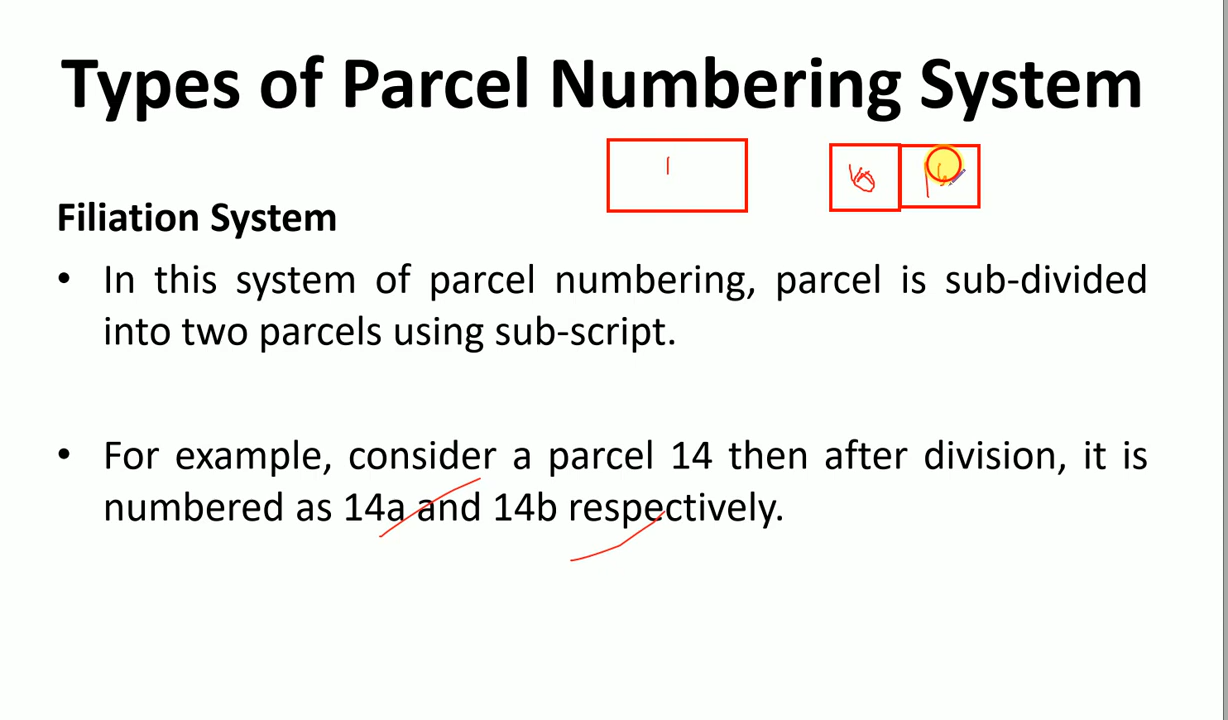 Types of Parcel Numbering System
Filiation System
• In this system of parcel numbering, parcel is sub-divided
into two parcels using sub-script.
• For example, consider a parcel 14 then after division, it is
numbered as 14a and 14b respectively.